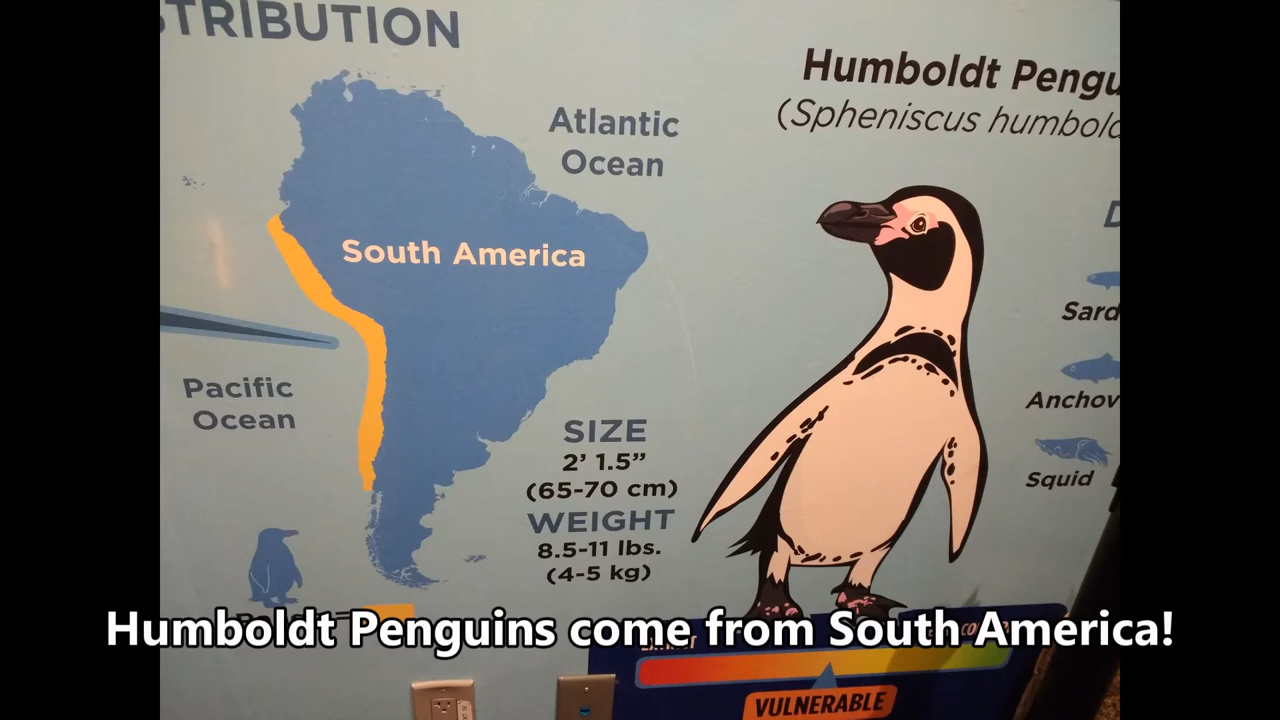 STRIBUTION
Humboldt Pengu
(Spheniscus humbold
Atlantic
Ocean
South America
Pacific
Ocean
SIZE
2' 1.5”
(65-70 cm)
WEIGHT
8.5-11 lbs.
(4-5 kg)
Sard
Anchov
Squid
Humboldt Penguins come from South America!
VULNERABLE